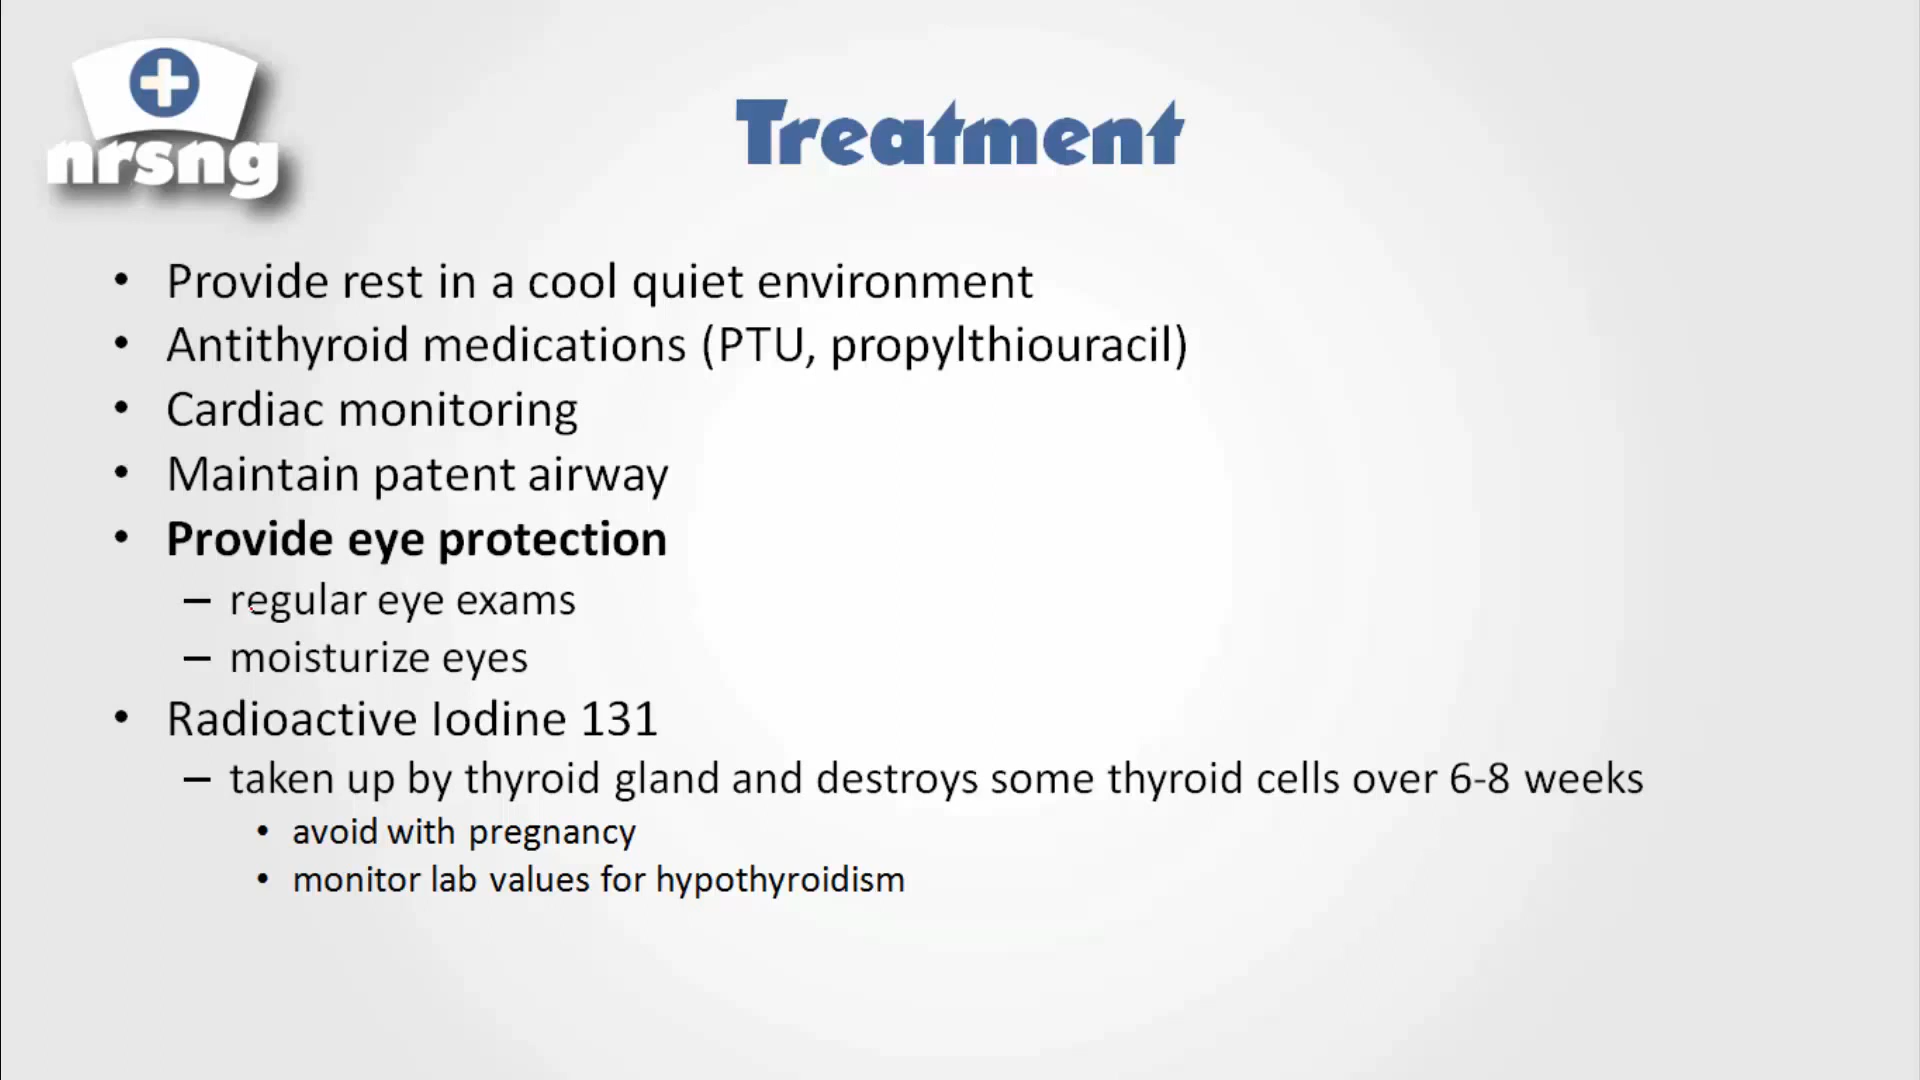 nrsng
Treatment
• Provide rest in a cool quiet environment
• Antithyroid medications (PTU, propylthiouracil)
• Cardiac monitoring
• Maintain patent airway
• Provide eye protection
– regular eye exams
– moisturize eyes
• Radioactive Iodine 131
– taken up by thyroid gland and destroys some thyroid cells over 6-8 weeks
• avoid with pregnancy
• monitor lab values for hypothyroidism